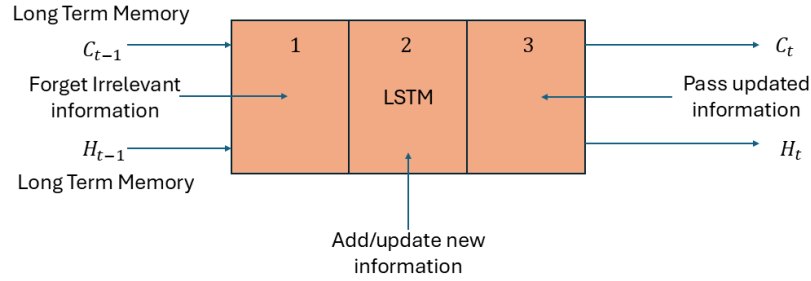 Long Term Memory
C_{t-1}
1
2
3
C_t
Forget Irrelevant
information
LSTM
Pass updated
information
H_{t-1}
H_t
Long Term Memory
Add/update new
information